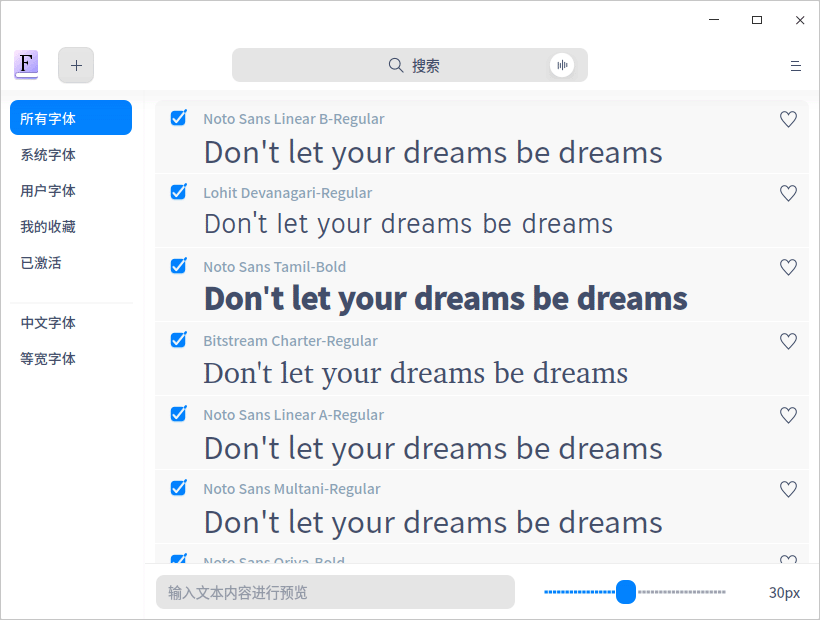 F
搜索
所有字体
系统字体
用户字体
我的收藏
已激活
中文字体
等宽字体
Noto Sans Linear B-Regular
Don't let your dreams be dreams
Lohit Devanagari-Regular
Don't let your dreams be dreams
Noto Sans Tamil-Bold
Don't let your dreams be dreams
Bitstream Charter-Regular
Don't let your dreams be dreams
Noto Sans Linear A-Regular
Don't let your dreams be dreams
Noto Sans Multani-Regular
Don't let your dreams be dreams
Noto Sans Oriya-Bold
输入文本内容进行预览
30px